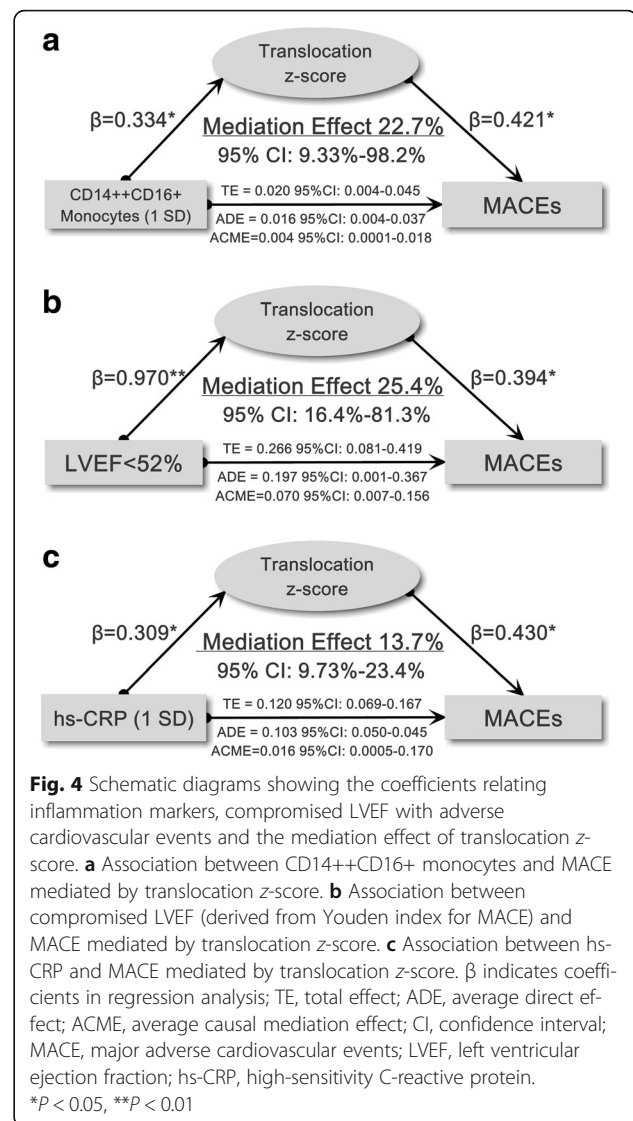 a
Translocation
z-score
β=0.334*
β=0.421*
Mediation Effect 22.7%
95% CI: 9.33%-98.2%
CD14++CD16+
Monocytes (1 SD)
TE = 0.020 95%CI: 0.004-0.045
ADE = 0.016 95%CI: 0.004-0.037
ACME=0.004 95%CI: 0.0001-0.018
MACEs
b
Translocation
z-score
β=0.970**
β=0.394*
Mediation Effect 25.4%
95% CI: 16.4%-81.3%
LVEF<52%
TE = 0.266 95%CI: 0.081-0.419
ADE = 0.197 95%CI: 0.001-0.367
ACME=0.070 95%CI: 0.007-0.156
MACEs
c
Translocation
z-score
β=0.309*
β=0.430*
Mediation Effect 13.7%
95% CI: 9.73%-23.4%
hs-CRP (1 SD)
TE = 0.120 95%CI: 0.069-0.167
ADE = 0.103 95%CI: 0.050-0.045
ACME=0.016 95%CI: 0.0005-0.170
MACEs
Fig. 4 Schematic diagrams showing the coefficients relating
inflammation markers, compromised LVEF with adverse
cardiovascular events and the mediation effect of translocation z-
score. a Association between CD14++CD16+ monocytes and MACE
mediated by translocation z-score. b Association between
compromised LVEF (derived from Youden index for MACE) and
MACE mediated by translocation z-score. c Association between hs-
CRP and MACE mediated by translocation z-score. β indicates coeffi-
cients in regression analysis; TE, total effect; ADE, average direct ef-
fect; ACME, average causal mediation effect; CI, confidence interval;
MACE, major adverse cardiovascular events; LVEF, left ventricular
ejection fraction; hs-CRP, high-sensitivity C-reactive protein.
*P < 0.05, **P < 0.01